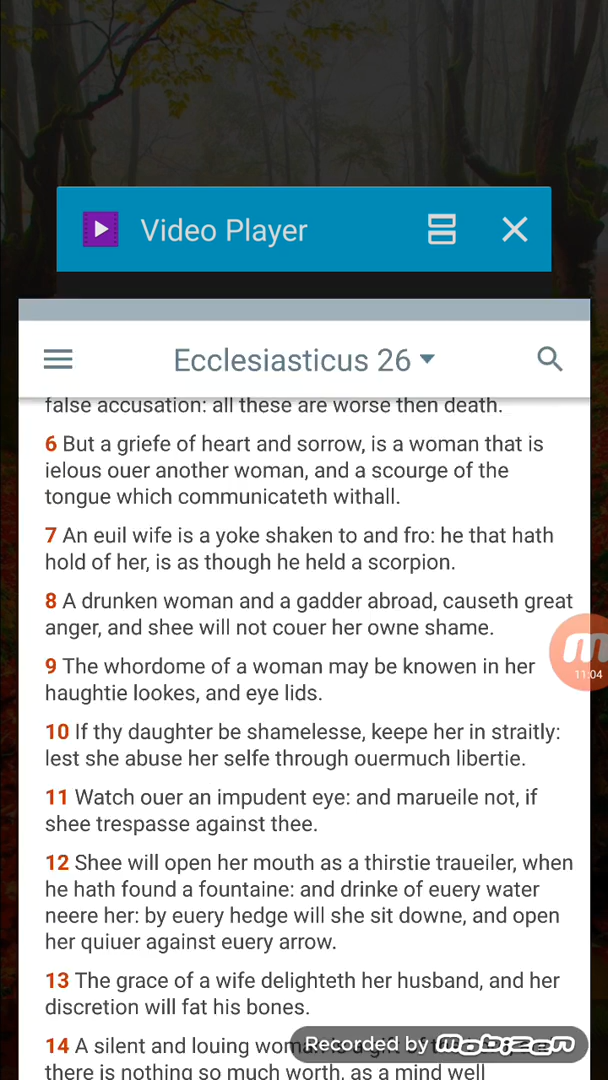 Video Player
Ecclesiasticus 26
false accusation: all these are worse then death.
6 But a griefe of heart and sorrow, is a woman that is
ielous ouer another woman, and a scourge of the
tongue which communicateth withall.
7 An euil wife is a yoke shaken to and fro: he that hath
hold of her, is as though he held a scorpion.
8 A drunken woman and a gadder abroad, causeth great
anger, and shee will not couer her owne shame.
9 The whordome of a woman may be knowen in her
haughtie lookes, and eye lids.
11:04
10 If thy daughter be shamelesse, keepe her in straitly:
lest she abuse her selfe through ouermuch libertie.
11 Watch ouer an impudent eye: and marueile not, if
shee trespasse against thee.
12 Shee will open her mouth as a thirstie traueiler, when
he hath found a fountaine: and drinke of euery water
neere her: by euery hedge will she sit downe, and open
her quiuer against euery arrow.
13 The grace of a wife delighteth her husband, and her
discretion will fat his bones.
14 A silent and louing woman
Recorded by mobizen
there is nothing so much worth, as a mind well